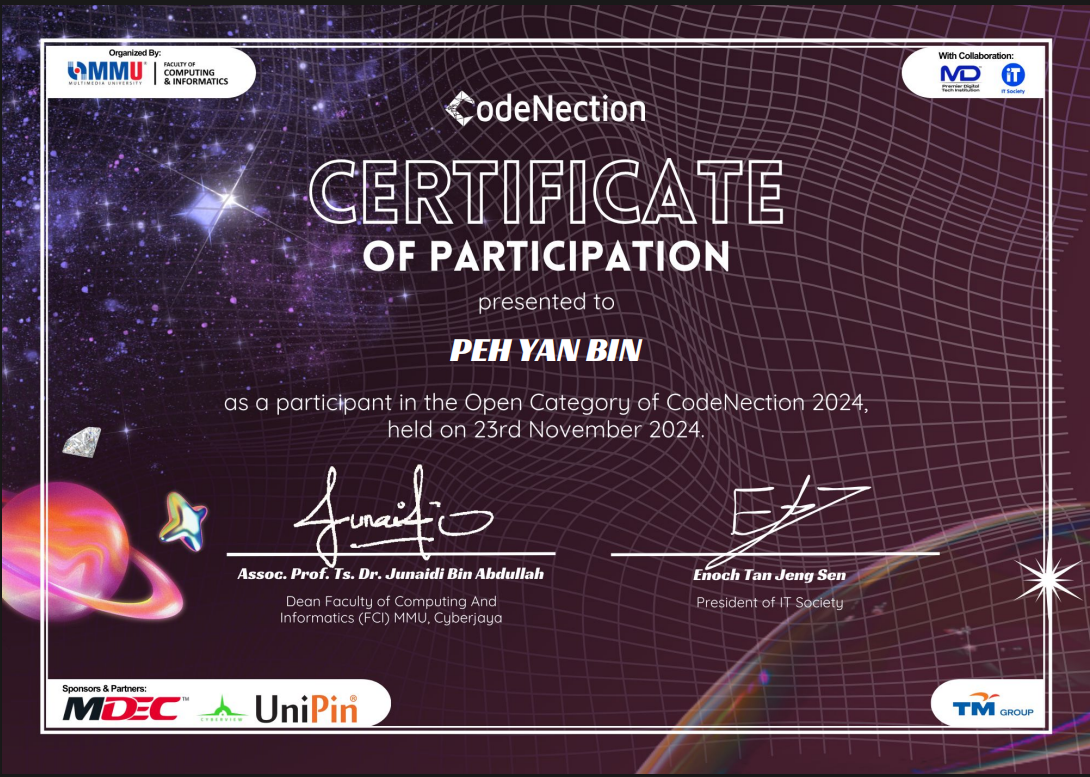 Organized By:
MMU
MULTIMEDIA UNIVERSITY
FACULTY OF
COMPUTING
& INFORMATICS
With Collaboration:
MD
Premier Digital
Tech Institution
iT
IT Society
CodeNection
CERTIFICATE
OF PARTICIPATION
presented to
PEH YAN BIN
as a participant in the Open Category of CodeNection 2024,
held on 23rd November 2024.
Junaidi
Assoc. Prof. Ts. Dr. Junaidi Bin Abdullah
Dean Faculty of Computing And
Informatics (FCI) MMU, Cyberjaya
Enoch Tan Jeng Sen
President of IT Society
Sponsors & Partners:
MDEC™
CYBERVIEW
UniPin®
TM GROUP